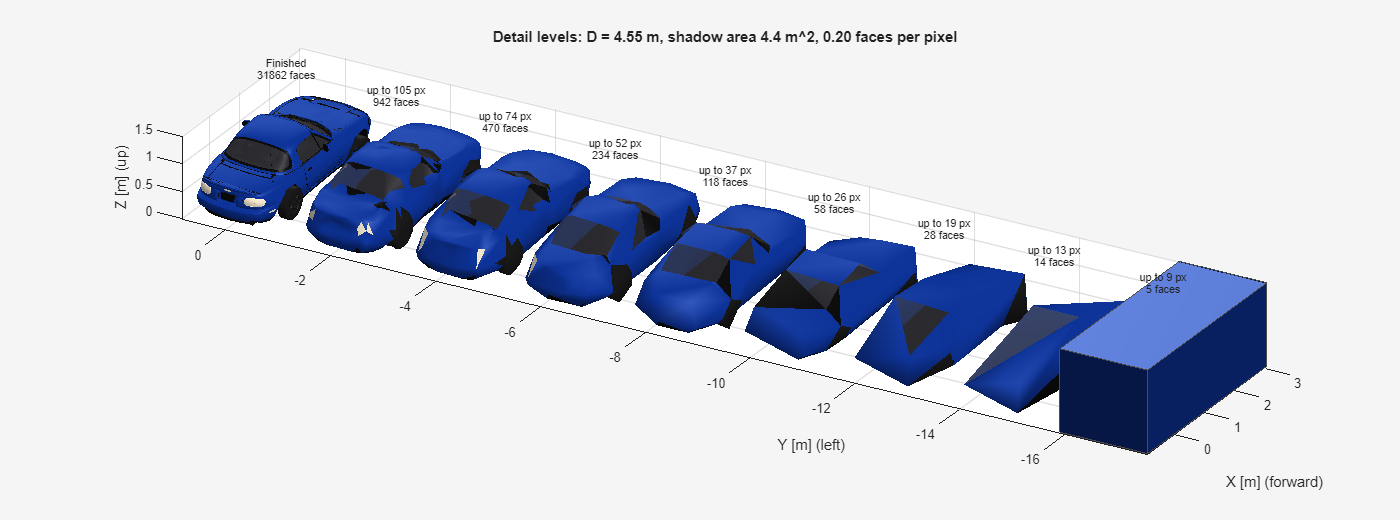 Detail levels: D = 4.55 m, shadow area 4.4 m^2, 0.20 faces per pixel
Finished
31862 faces
up to 105 px
942 faces
up to 74 px
470 faces
up to 52 px
234 faces
up to 37 px
118 faces
up to 26 px
58 faces
up to 19 px
28 faces
up to 13 px
14 faces
up to 9 px
5 faces
1.5
1
0.5
0
Z [m] (up)
0
-2
-4
-6
-8
-10
-12
-14
-16
Y [m] (left)
3
2
1
0
X [m] (forward)